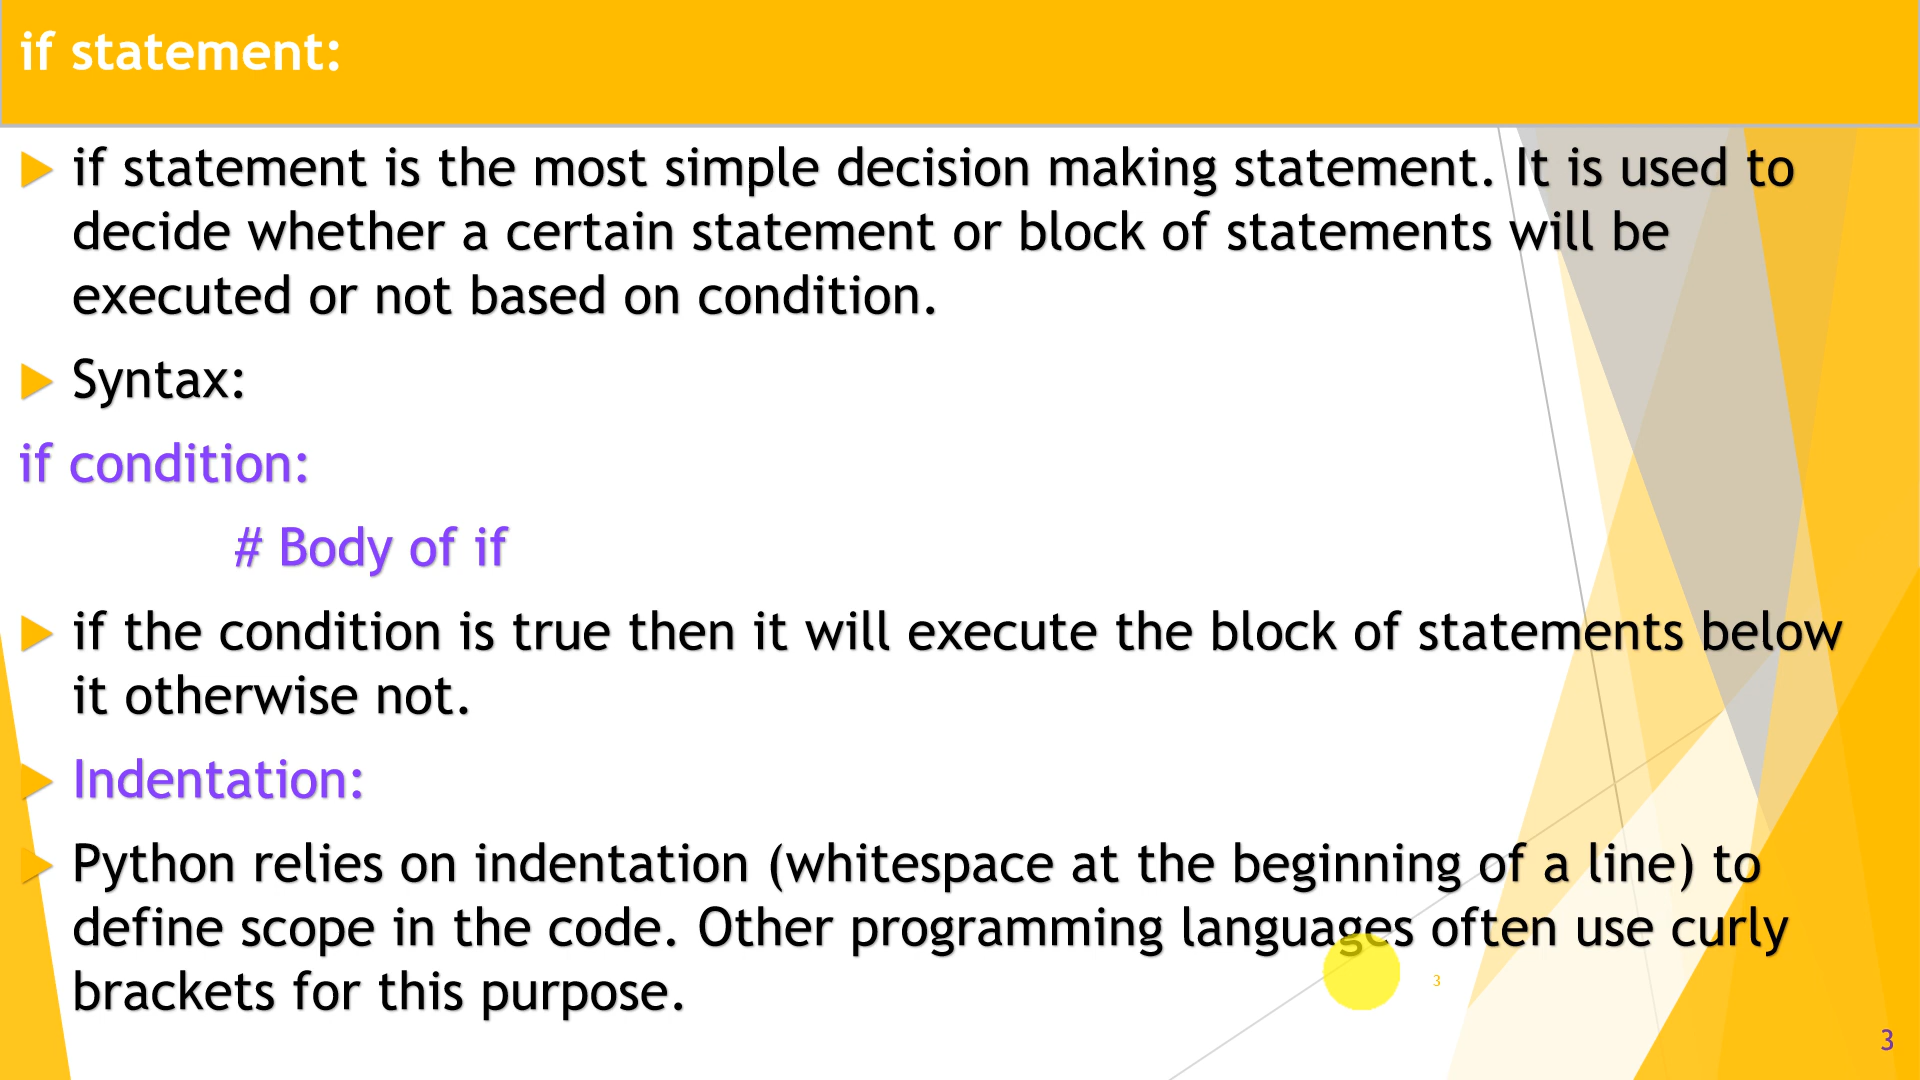 if statement:
if statement is the most simple decision making statement. It is used to
decide whether a certain statement or block of statements will be
executed or not based on condition.
Syntax:
if condition:
# Body of if
if the condition is true then it will execute the block of statements below
it otherwise not.
Indentation:
Python relies on indentation (whitespace at the beginning of a line) to
define scope in the code. Other programming languages often use curly
brackets for this purpose.
3
3